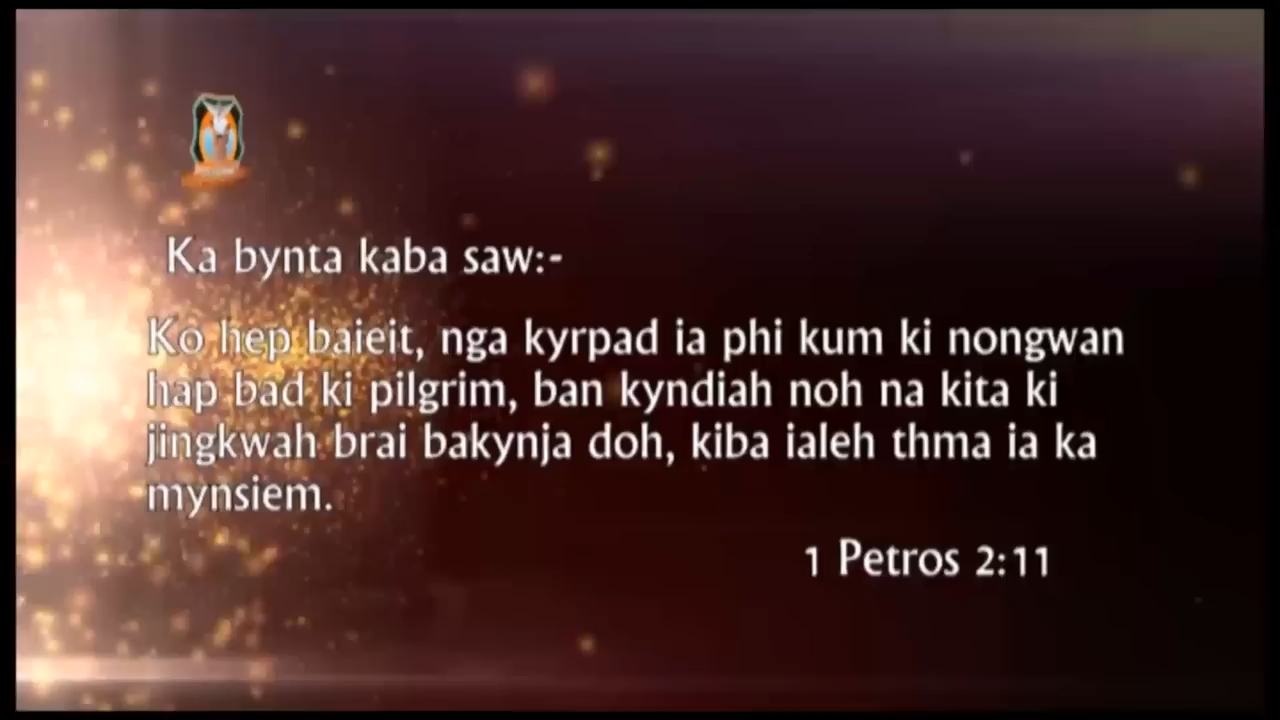 Ka bynta kaba saw:-
Ko hep baieit, nga kyrpad ia phi kum ki nongwan
hap bad ki pilgrim, ban kyndiah noh na kita ki
jingkwah brai bakynja doh, kiba ialeh thma ia ka
mynsiem.
1 Petros 2:11